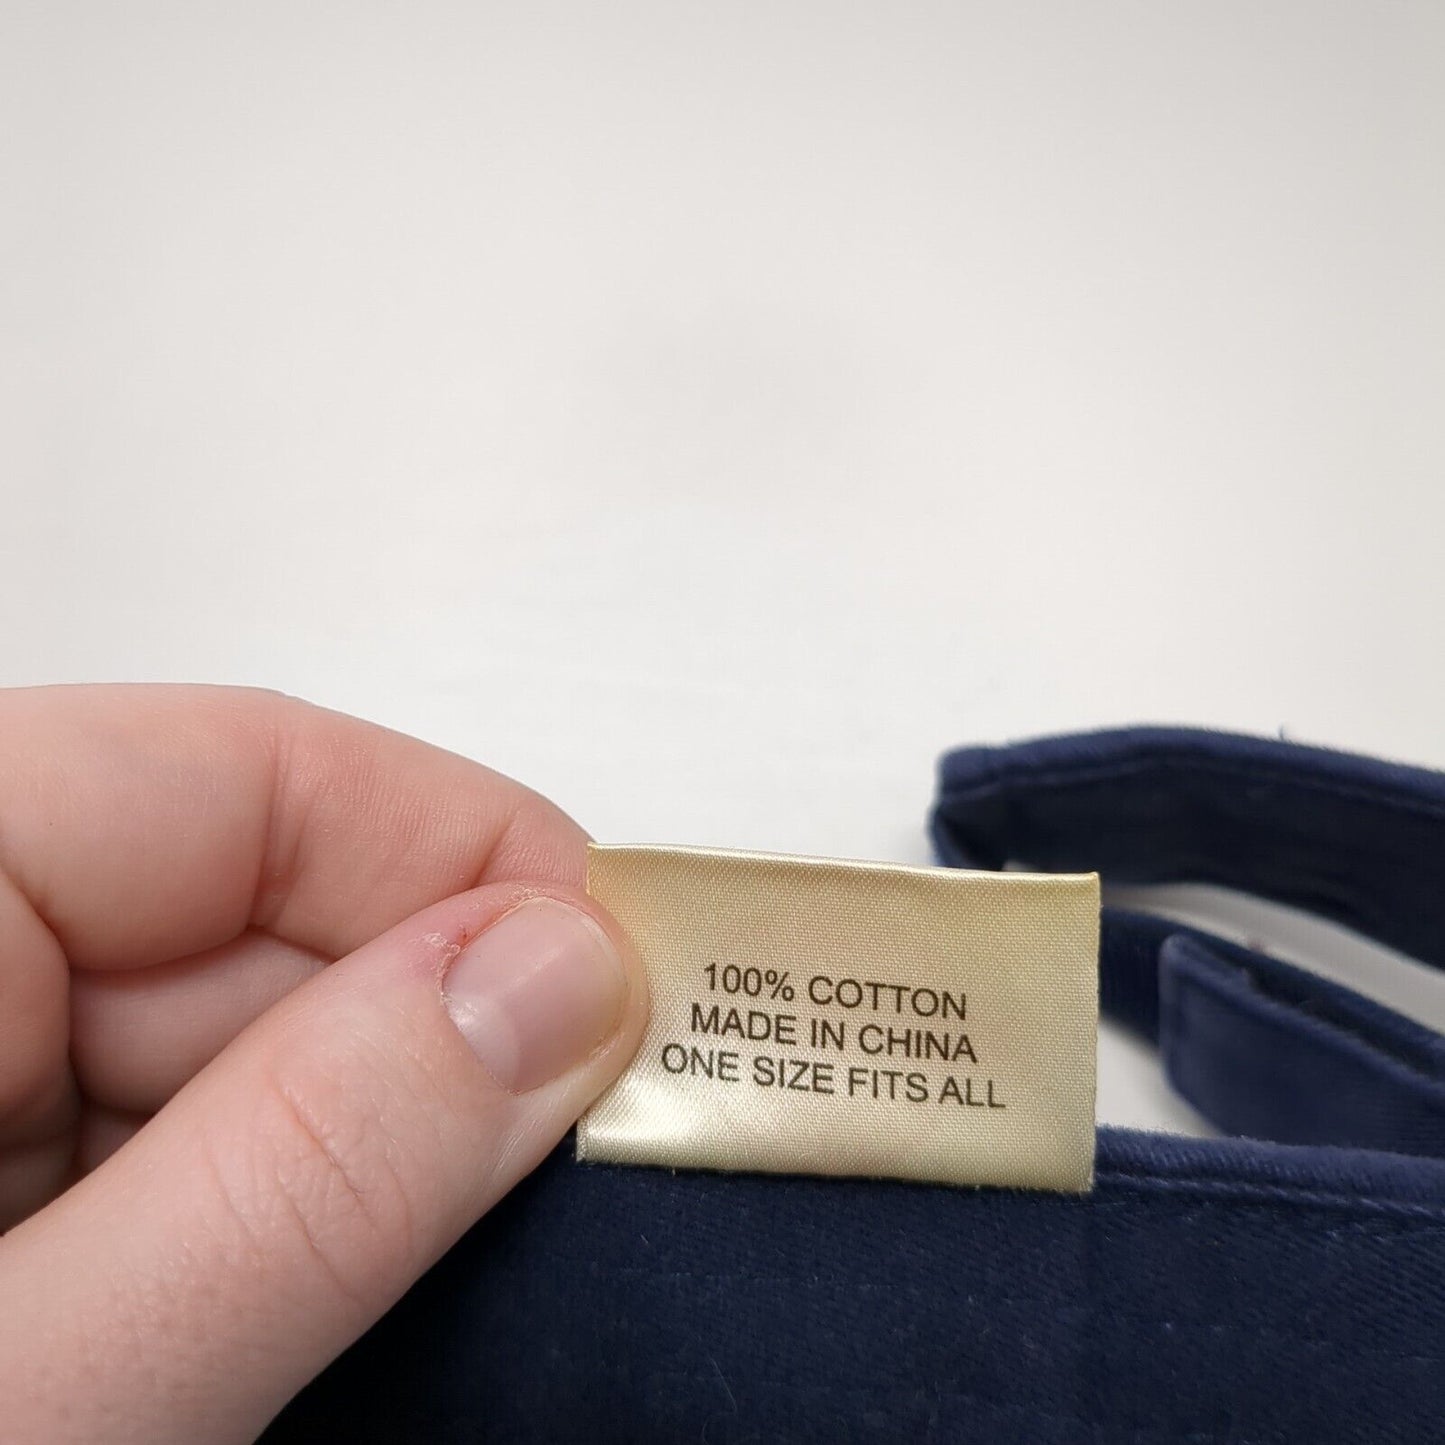 100% COTTON
MADE IN CHINA
ONE SIZE FITS ALL